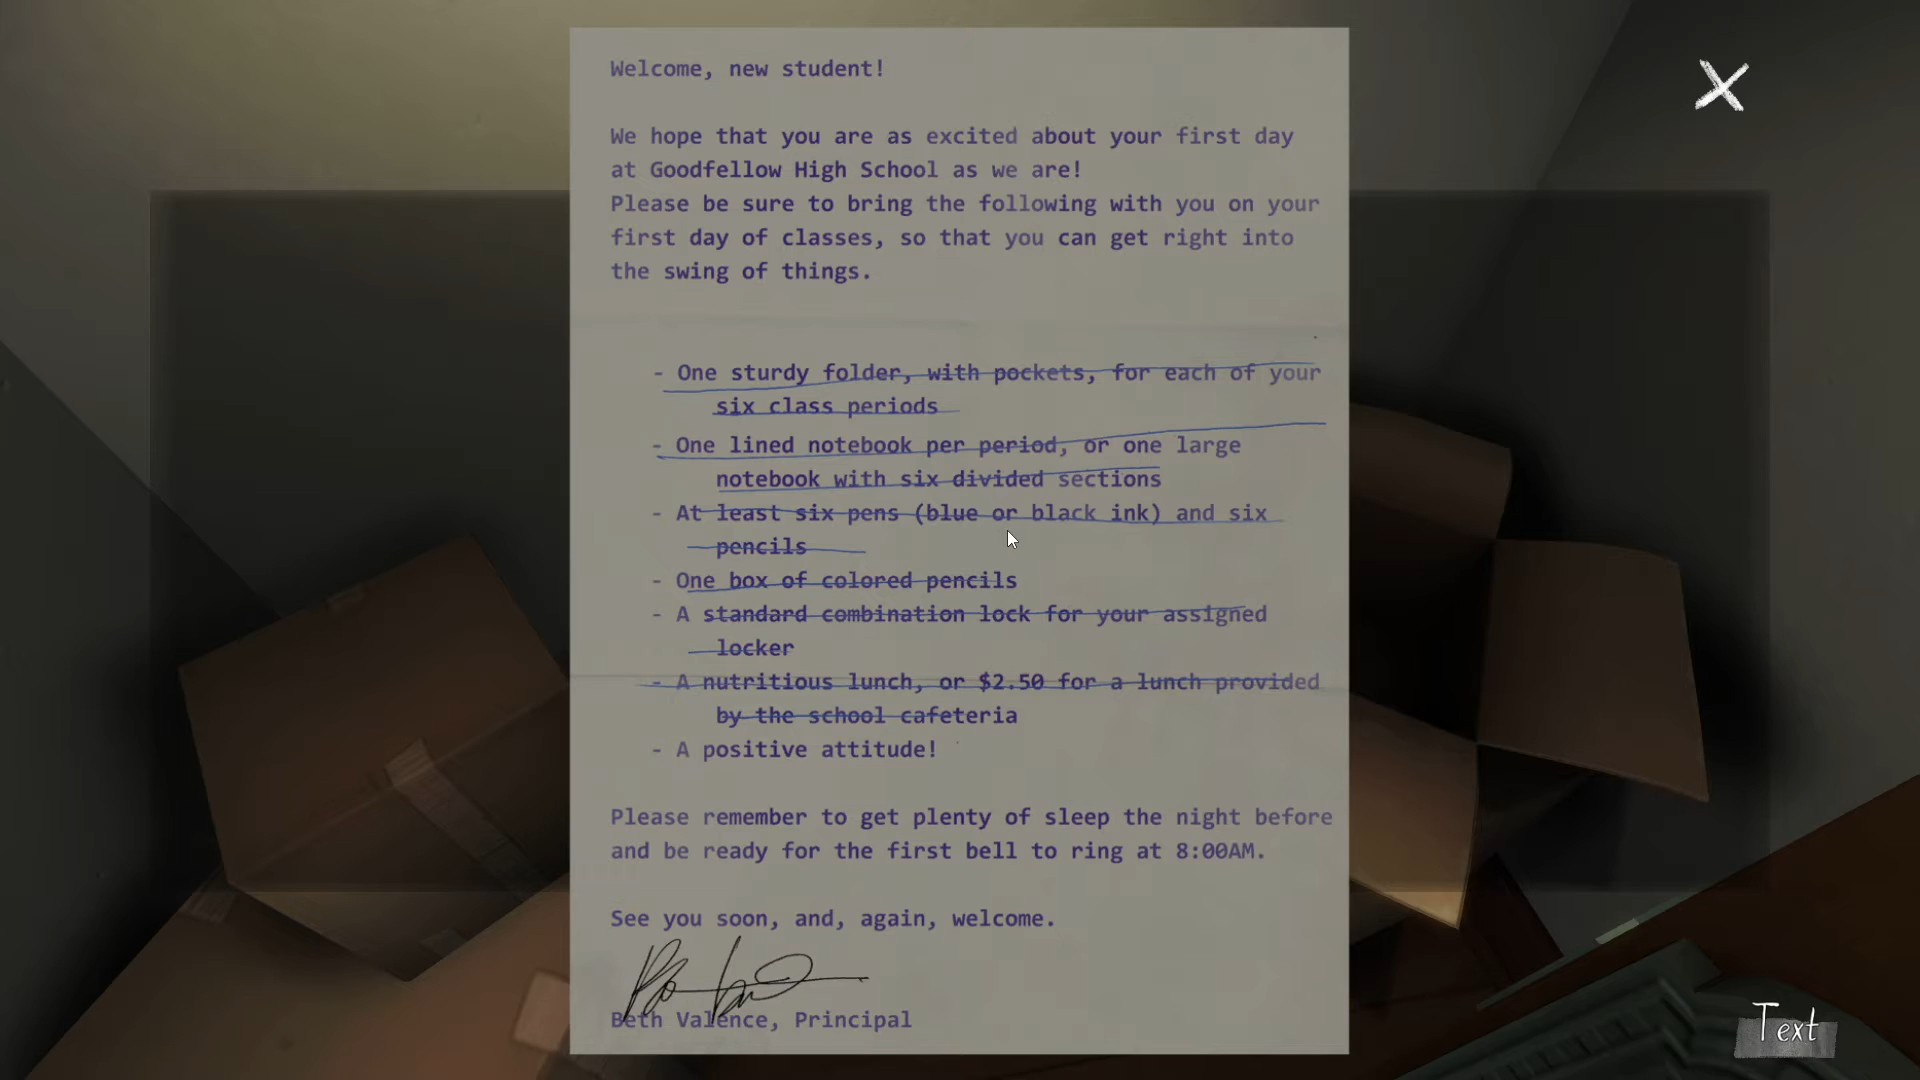 Welcome, new student!
We hope that you are as excited about your first day
at Goodfellow High School as we are!
Please be sure to bring the following with you on your
first day of classes, so that you can get right into
the swing of things.
- One sturdy folder, with pockets, for each of your
six class periods
- One lined notebook per period, or one large
notebook with six divided sections
- At least six pens (blue or black ink) and six
pencils
- One box of colored pencils
- A standard combination lock for your assigned
locker
- A nutritious lunch, or $2.50 for a lunch provided
by the school cafeteria
- A positive attitude!
Please remember to get plenty of sleep the night before
and be ready for the first bell to ring at 8:00AM.
See you soon, and, again, welcome.
Beth Valence, Principal
Text